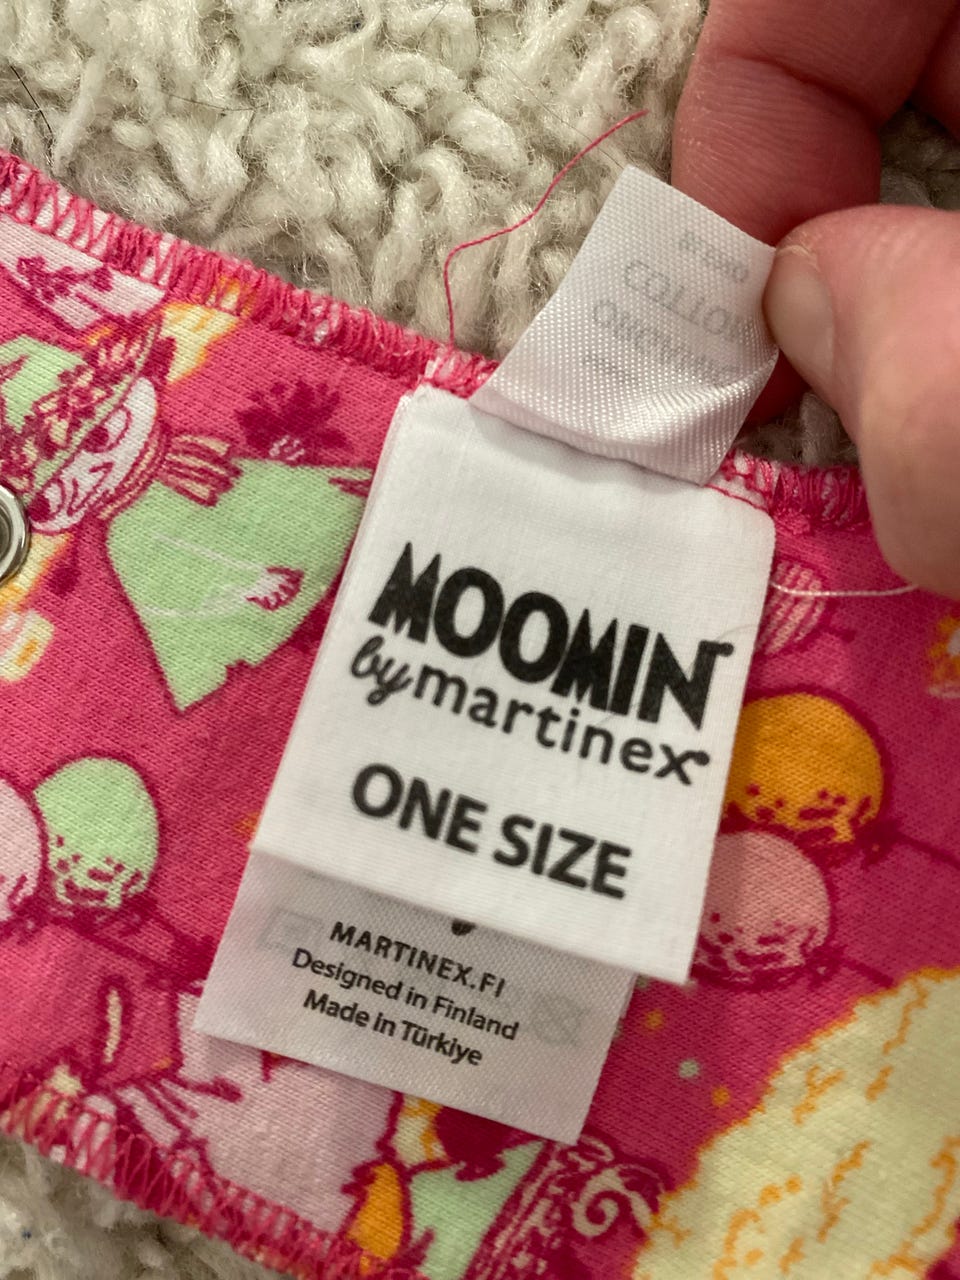 MOOMIN
by martinex
ONE SIZE
MARTINEX.FI
Designed in Finland
Made in Türkiye